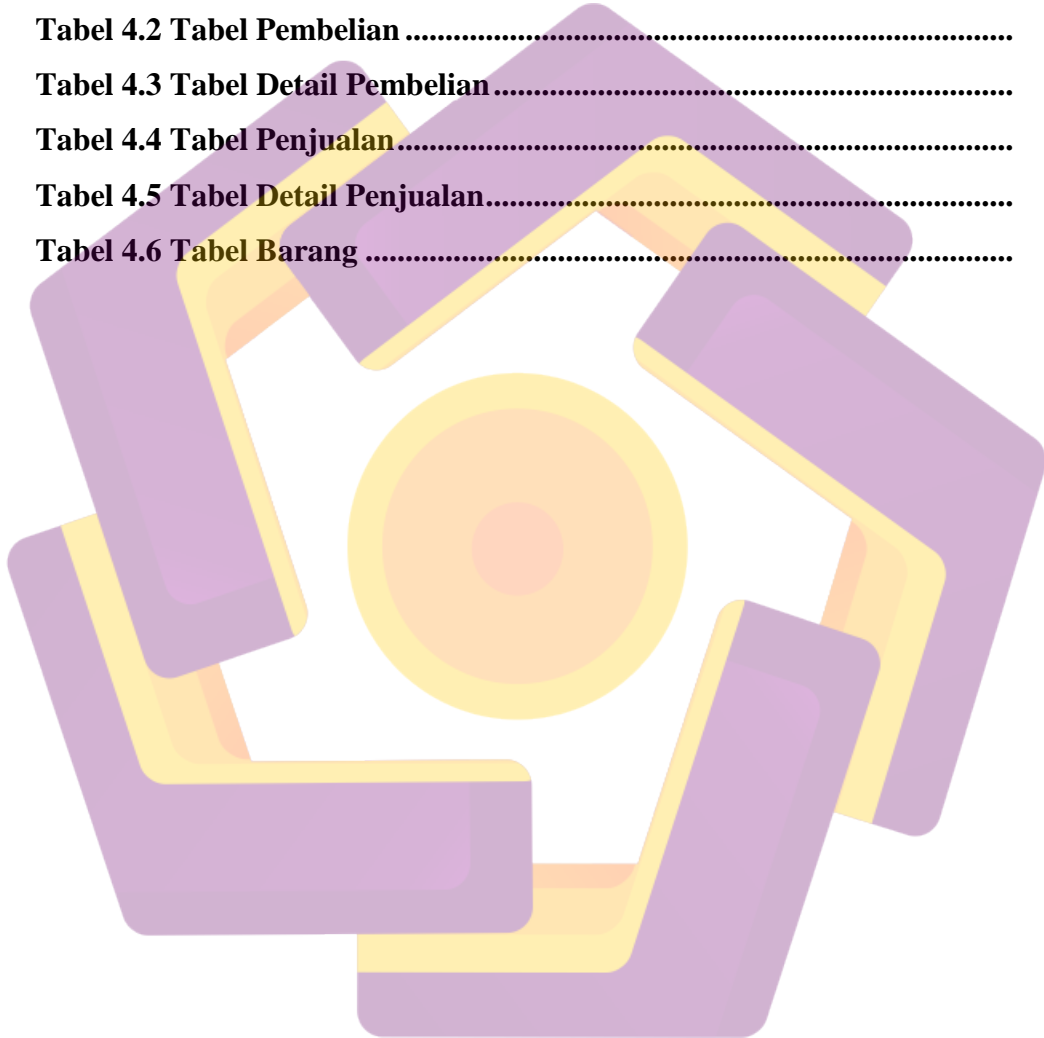 Tabel 4.2 Tabel Pembelian ............................................................................
Tabel 4.3 Tabel Detail Pembelian.................................................................
Tabel 4.4 Tabel Penjualan.............................................................................
Tabel 4.5 Tabel Detail Penjualan..................................................................
Tabel 4.6 Tabel Barang .................................................................................